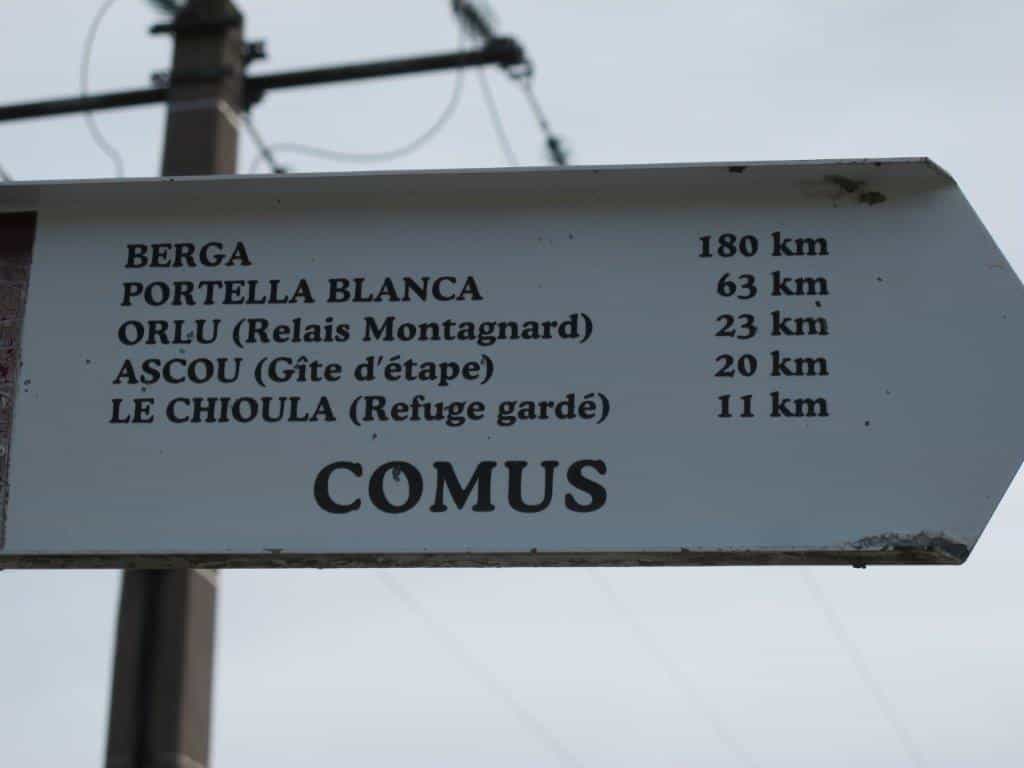 BERGA 180 km
PORTELLA BLANCA 63 km
ORLU (Relais Montagnard) 23 km
ASCOU (Gîte d'étape) 20 km
LE CHIOULA (Refuge gardé) 11 km
COMUS